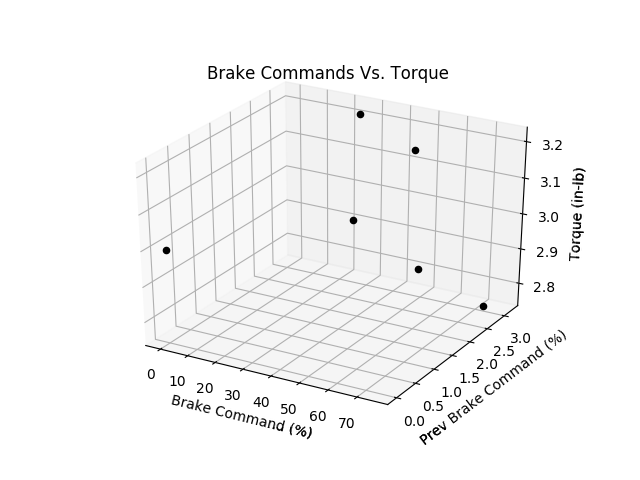 Brake Commands Vs. Torque
3.2
3.1
3.0
2.9
2.8
Torque (in-lb)
0 10 20 30 40 50 60 70
Brake Command (%)
0.0 0.5 1.0 1.5 2.0 2.5 3.0
Prev Brake Command (%)